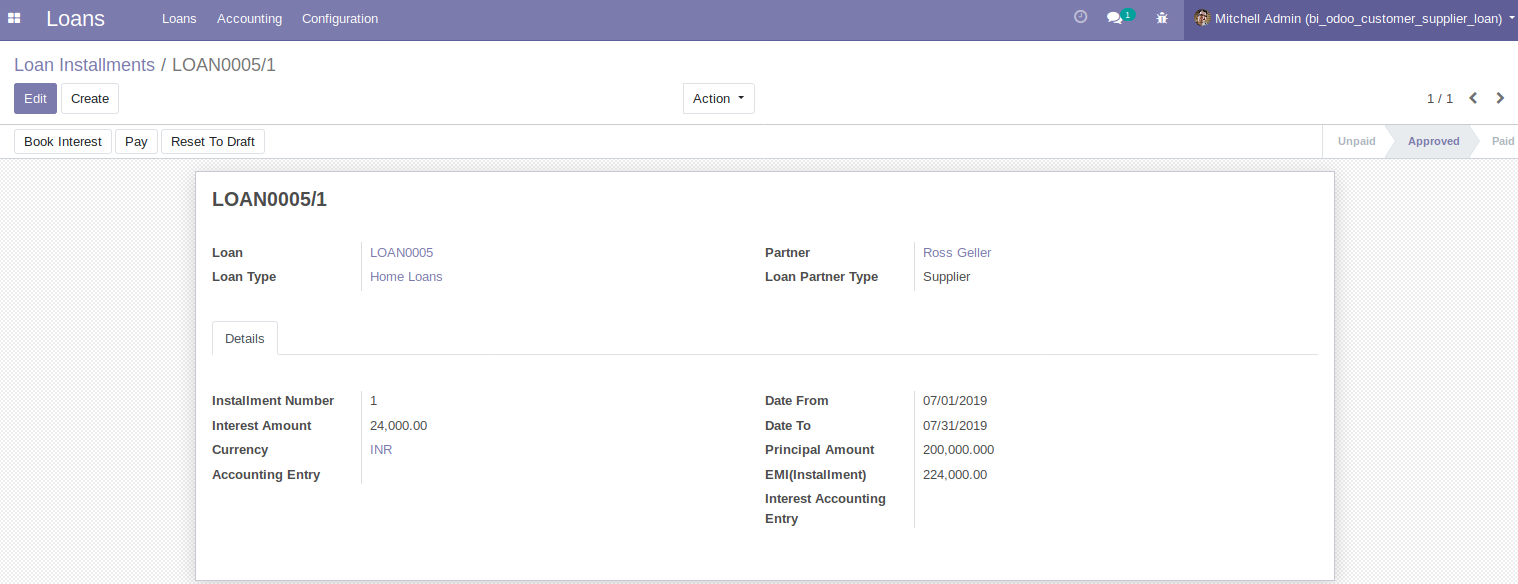 Loans Loans Accounting Configuration 1 Mitchell Admin (bi_odoo_customer_supplier_loan)
Loan Installments / LOAN0005/1
Edit Create Action 1 / 1
Book Interest Pay Reset To Draft Unpaid Approved Paid
LOAN0005/1
Loan LOAN0005 Partner Ross Geller
Loan Type Home Loans Loan Partner Type Supplier
Details
Installment Number 1 Date From 07/01/2019
Interest Amount 24,000.00 Date To 07/31/2019
Currency INR Principal Amount 200,000.000
Accounting Entry EMI(Installment) 224,000.00
Interest Accounting
Entry